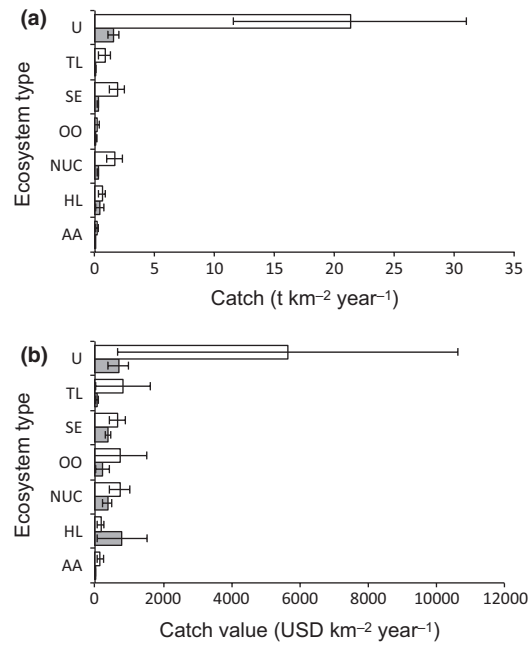 (a)
Ecosystem type
U
TL
SE
OO
NUC
HL
AA
0 5 10 15 20 25 30 35
Catch (t km⁻² year⁻¹)
(b)
Ecosystem type
U
TL
SE
OO
NUC
HL
AA
0 2000 4000 6000 8000 10000 12000
Catch value (USD km⁻² year⁻¹)